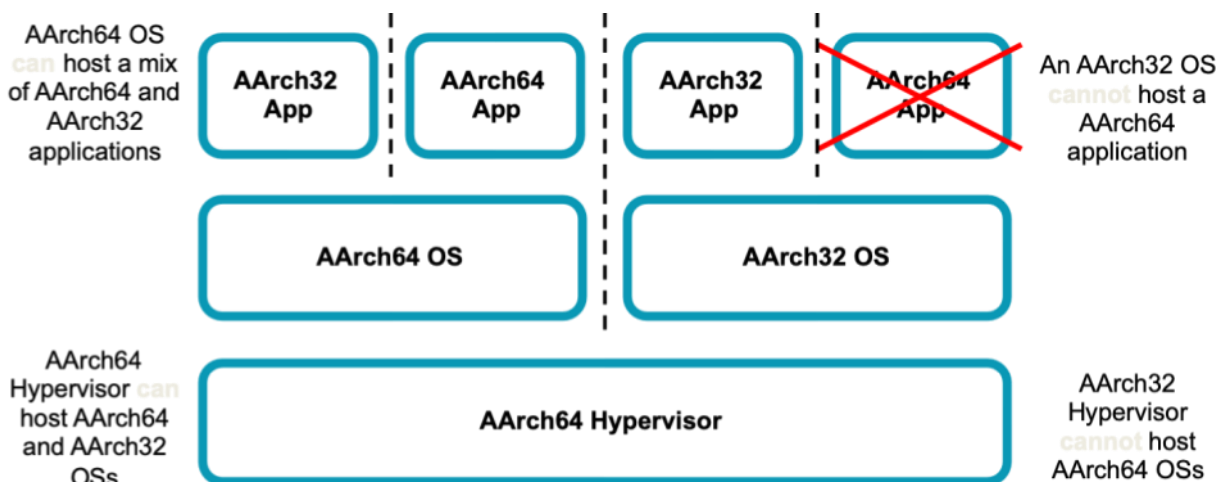 AArch64 OS
can host a mix
of AArch64 and
AArch32
applications
AArch32
App
AArch64
App
AArch32
App
AArch64
App
An AArch32 OS
cannot host a
AArch64
application
AArch64 OS
AArch32 OS
AArch64
Hypervisor can
host AArch64
and AArch32
OSs
AArch64 Hypervisor
AArch32
Hypervisor
cannot host
AArch64 OSs